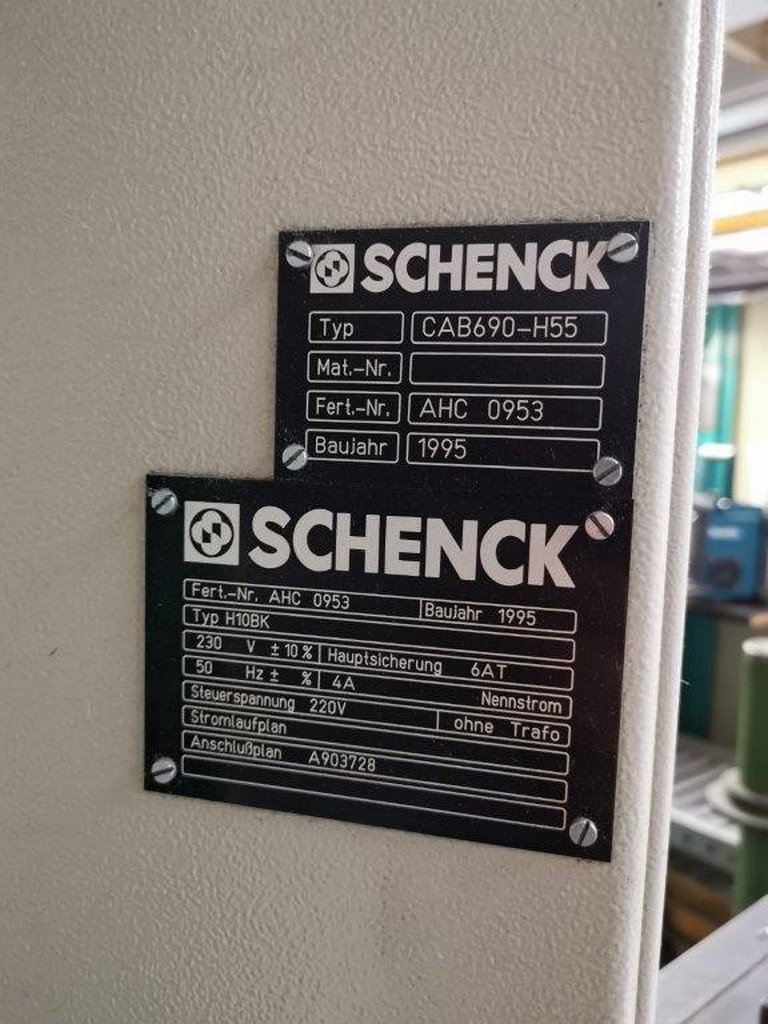 SCHENCK
Typ CAB690-H55
Mat.-Nr.
Fert.-Nr. AHC 0953
Baujahr 1995
SCHENCK
Fert.-Nr. AHC 0953 Baujahr 1995
Typ H10BK
230 V ± 10 % Hauptsicherung 6AT
50 Hz ± % 4A Nennstrom
Steuerspannung 220V ohne Trafo
Stromlaufplan
Anschlußplan A903728